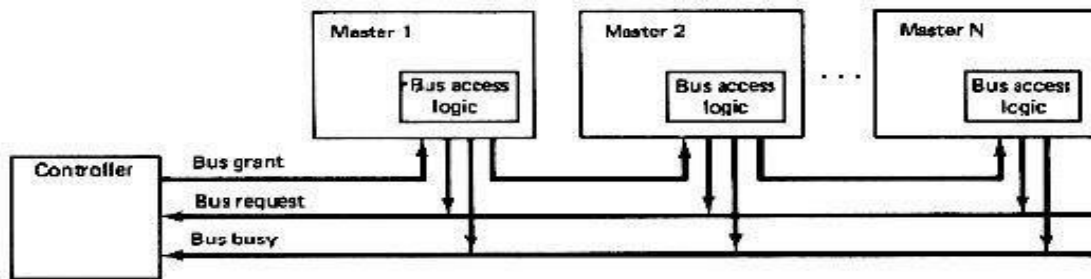 Master 1
Master 2
Master N
Bus access
logic
Bus access
logic
. . .
Bus access
logic
Controller
Bus grant
Bus request
Bus busy